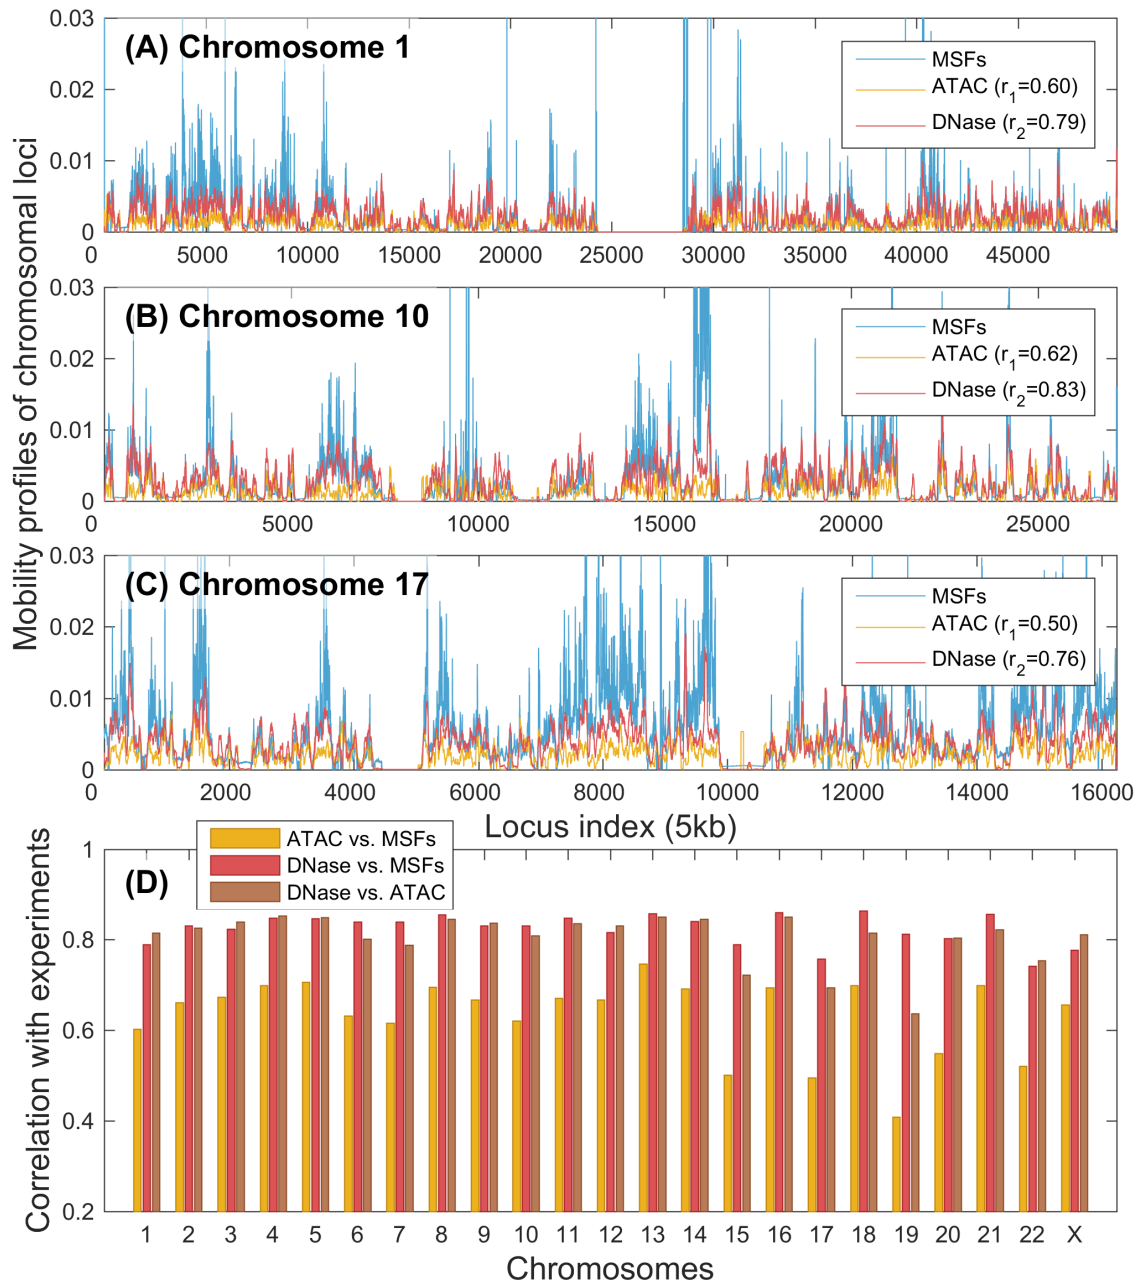 Mobility profiles of chromosomal loci
(A) Chromosome 1
0.03
0.02
0.01
0
MSFs
ATAC (r1=0.60)
DNase (r2=0.79)
0 5000 10000 15000 20000 25000 30000 35000 40000 45000
(B) Chromosome 10
0.03
0.02
0.01
0
MSFs
ATAC (r1=0.62)
DNase (r2=0.83)
0 5000 10000 15000 20000 25000
(C) Chromosome 17
0.03
0.02
0.01
0
MSFs
ATAC (r1=0.50)
DNase (r2=0.76)
0 2000 4000 6000 8000 10000 12000 14000 16000
Locus index (5kb)
(D)
ATAC vs. MSFs
DNase vs. MSFs
DNase vs. ATAC
Correlation with experiments
1
0.8
0.6
0.4
0.2
1 2 3 4 5 6 7 8 9 10 11 12 13 14 15 16 17 18 19 20 21 22 X
Chromosomes